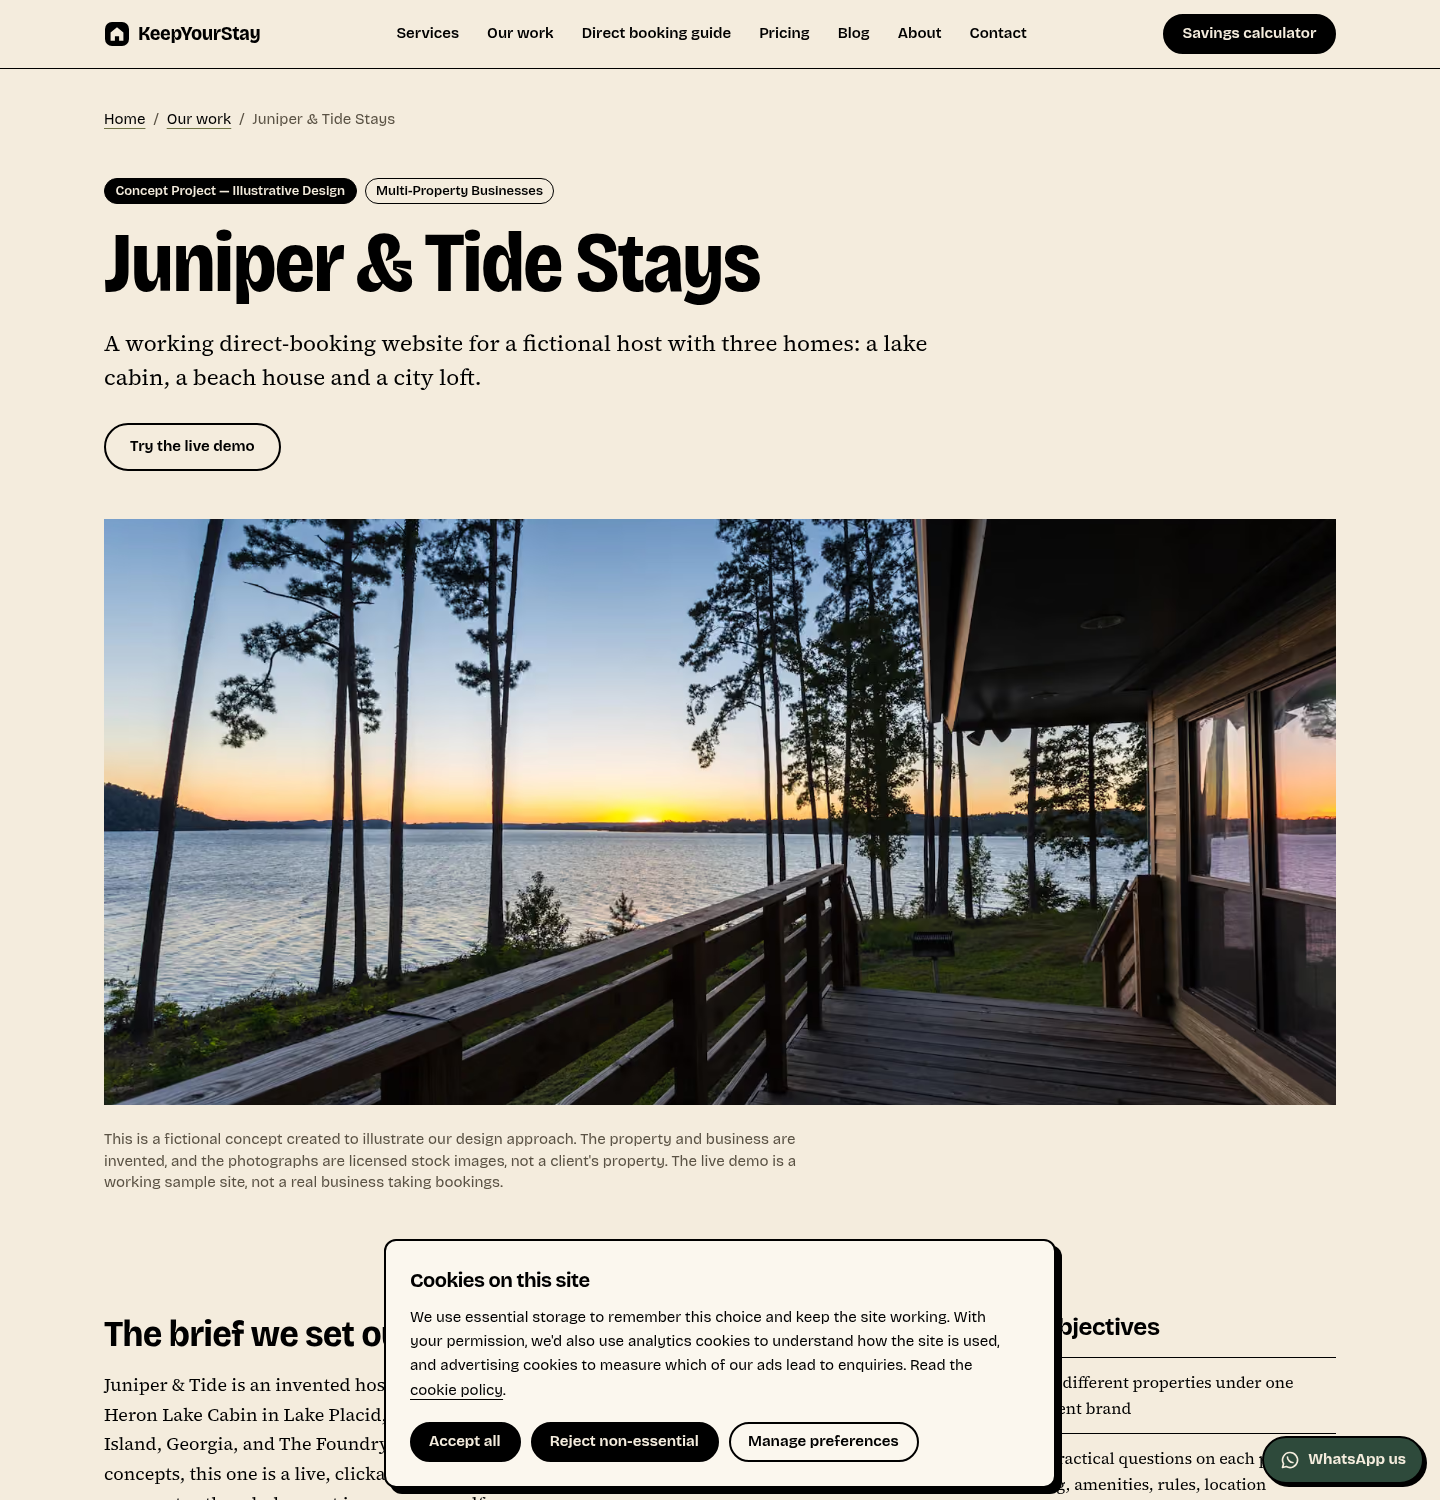 KeepYourStay
Services
Our work
Direct booking guide
Pricing
Blog
About
Contact
Savings calculator
Home / Our work / Juniper & Tide Stays
Concept Project — Illustrative Design
Multi-Property Businesses
Juniper & Tide Stays
A working direct-booking website for a fictional host with three homes: a lake
cabin, a beach house and a city loft.
Try the live demo
This is a fictional concept created to illustrate our design approach. The property and business are
invented, and the photographs are licensed stock images, not a client's property. The live demo is a
working sample site, not a real business taking bookings.
The brief we set
Juniper & Tide is an invented
Heron Lake Cabin in Lake Placid,
Island, Georgia, and The Foundry
concepts, this one is a live,
different properties under one
brand
questions on each
amenities, rules, location
Cookies on this site
We use essential storage to remember this choice and keep the site working. With
your permission, we'd also use analytics cookies to understand how the site is used,
and advertising cookies to measure which of our ads lead to enquiries. Read the
cookie policy.
Accept all
Reject non-essential
Manage preferences
WhatsApp us